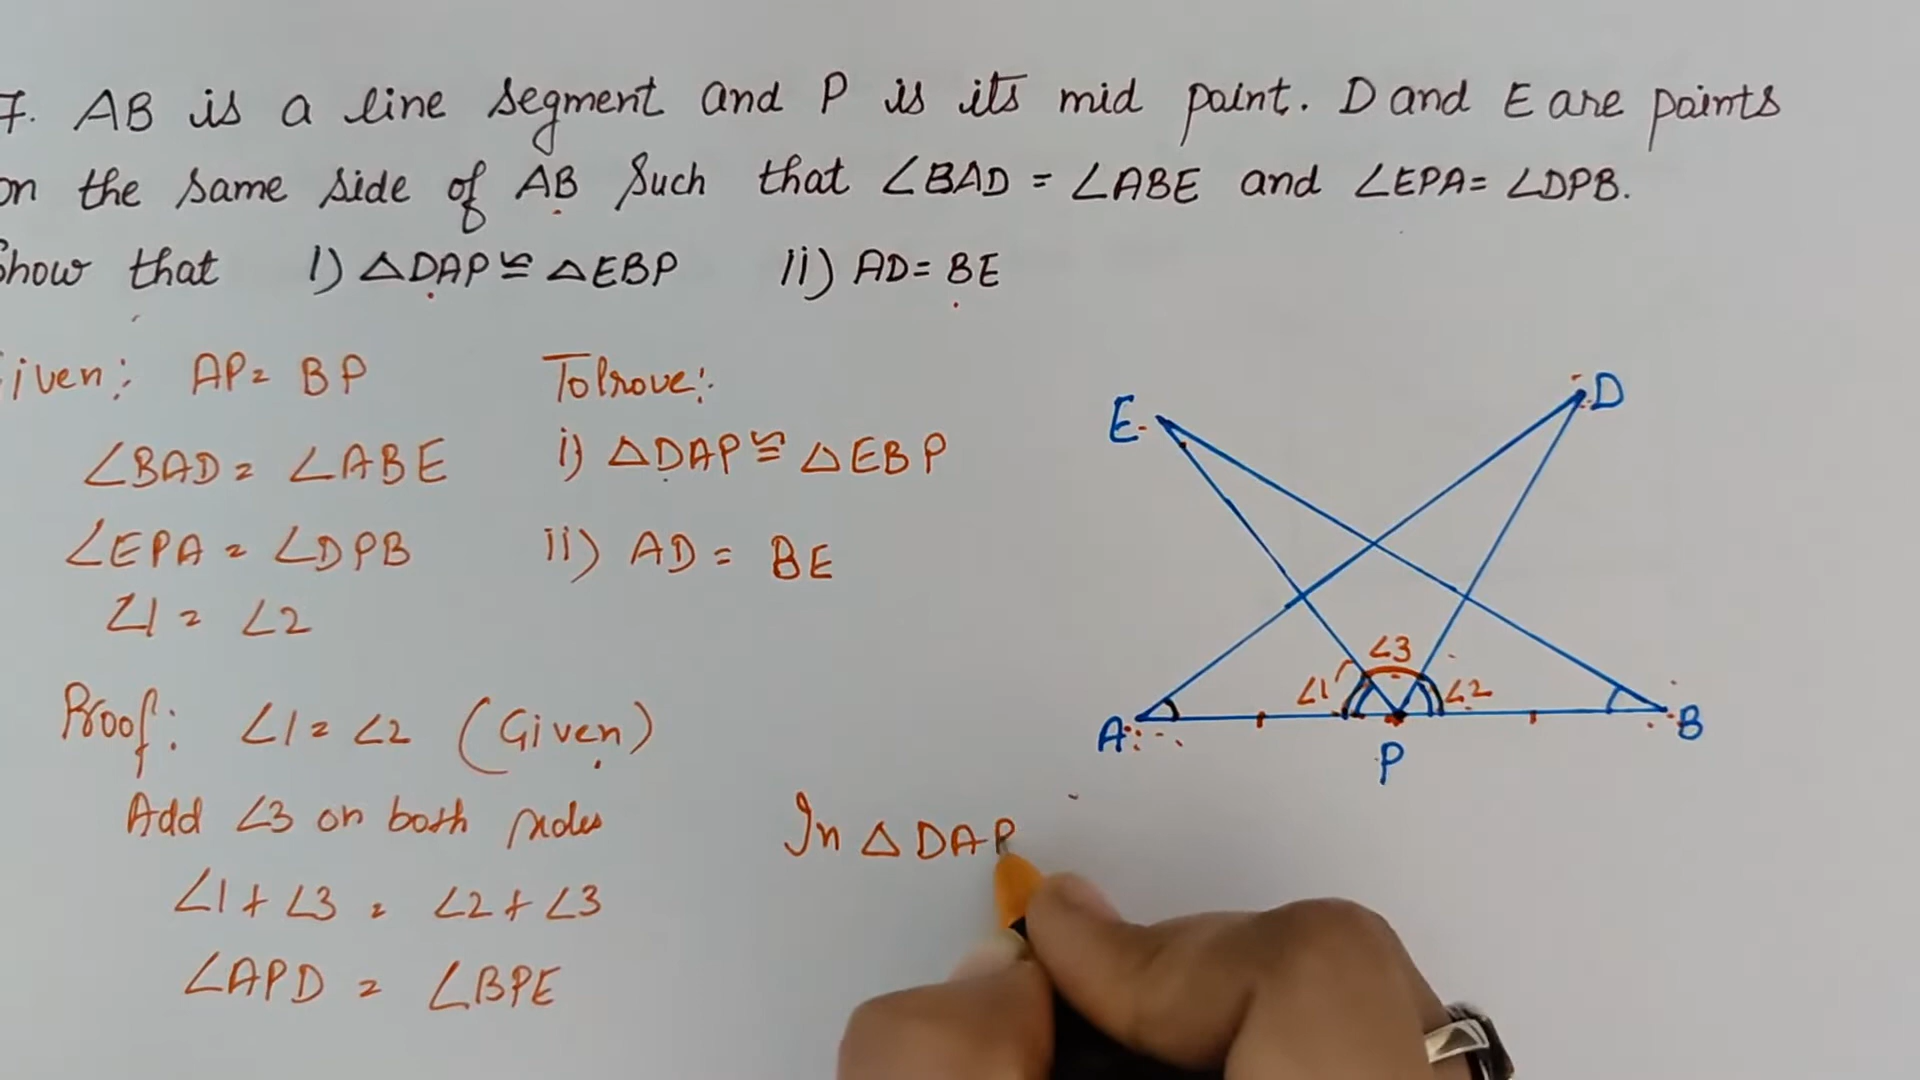 7. AB is a line segment and P is its mid point. D and E are points
on the same side of AB Such that ∠BAD = ∠ABE and ∠EPA = ∠DPB.
Show that i) △DAP ≅ △EBP ii) AD = BE
Given: AP = BP
∠BAD = ∠ABE
∠EPA = ∠DPB
∠1 = ∠2
To Prove:
i) △DAP ≅ △EBP
ii) AD = BE
Proof: ∠1 = ∠2 (Given)
Add ∠3 on both sides
∠1 + ∠3 = ∠2 + ∠3
∠APD = ∠BPE
E
D
∠3
∠1
∠2
A
B
P
In △DAP